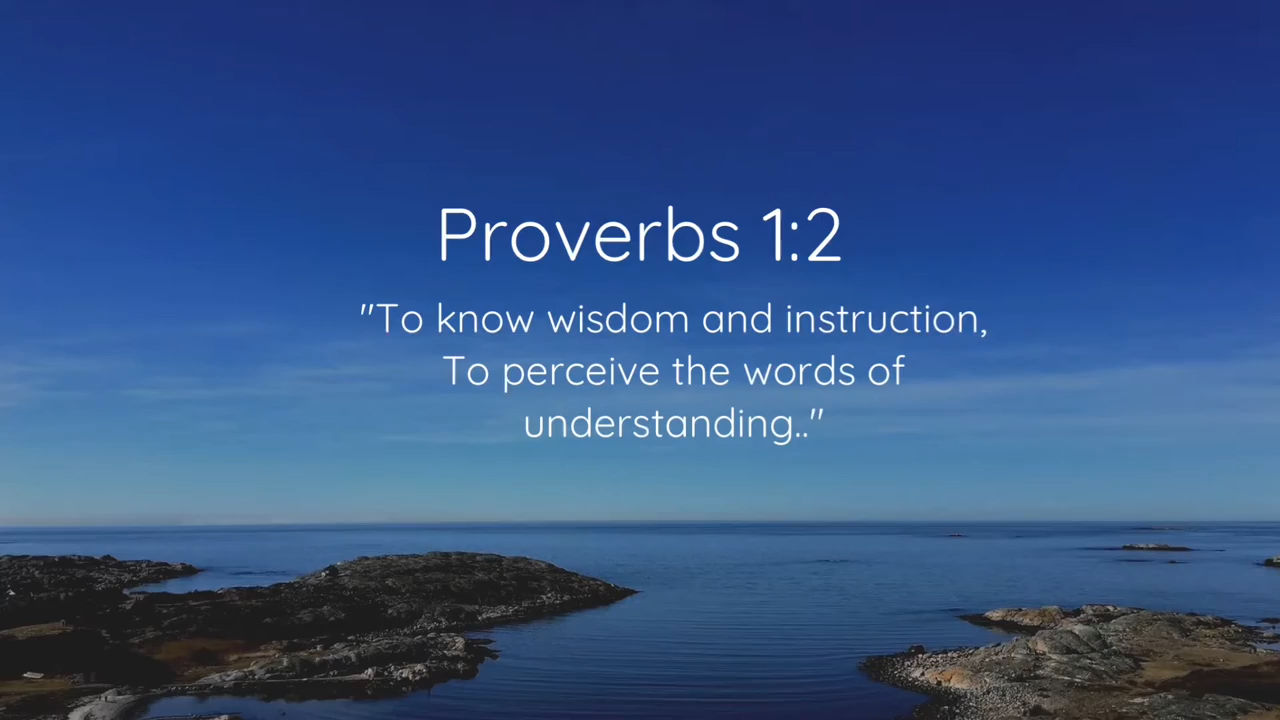 Proverbs 1:2
"To know wisdom and instruction,
To perceive the words of
understanding.."